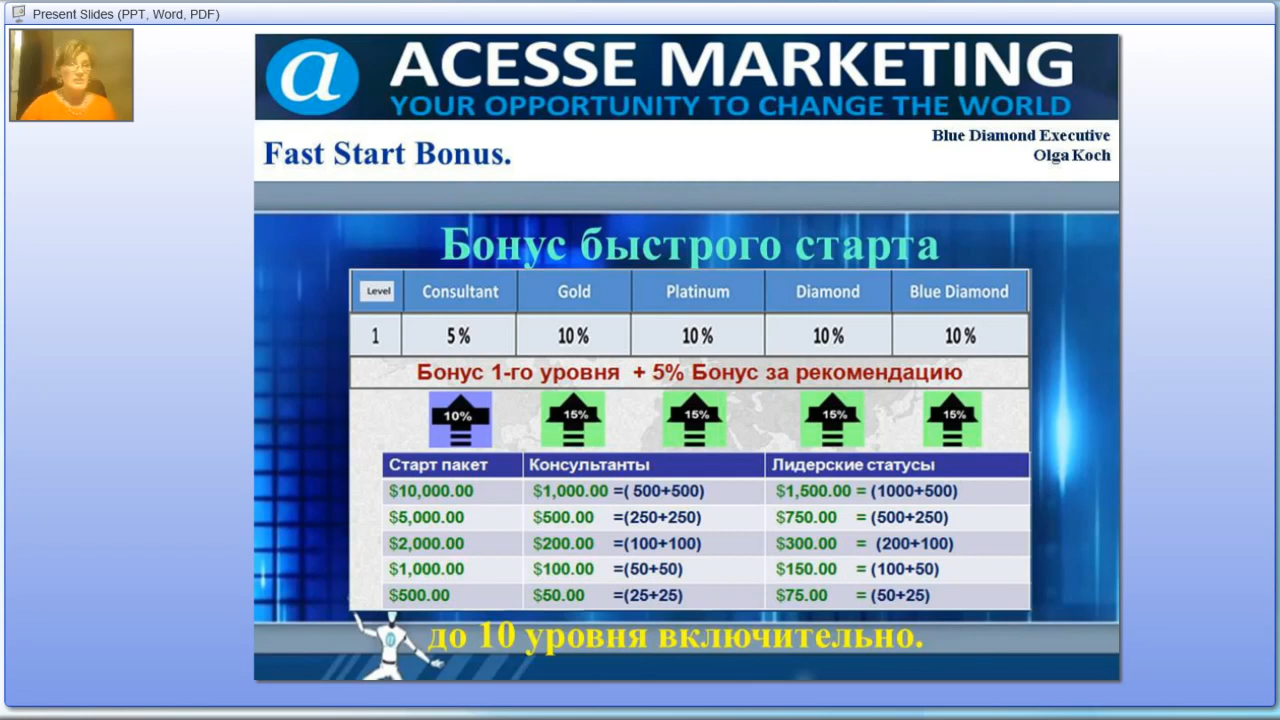 Present Slides (PPT, Word, PDF)
a ACESSE MARKETING
YOUR OPPORTUNITY TO CHANGE THE WORLD
Blue Diamond Executive
Fast Start Bonus.
Olga Koch
Бонус быстрого старта
Level Consultant Gold Platinum Diamond Blue Diamond
1 5 % 10 % 10 % 10 % 10 %
Бонус 1-го уровня + 5% Бонус за рекомендацию
10% 15% 15% 15% 15%
Старт пакет Консультанты Лидерские статусы
$10,000.00 $1,000.00 =( 500+500) $1,500.00 = (1000+500)
$5,000.00 $500.00 =(250+250) $750.00 = (500+250)
$2,000.00 $200.00 =(100+100) $300.00 = (200+100)
$1,000.00 $100.00 =(50+50) $150.00 = (100+50)
$500.00 $50.00 =(25+25) $75.00 = (50+25)
до 10 уровня включительно.